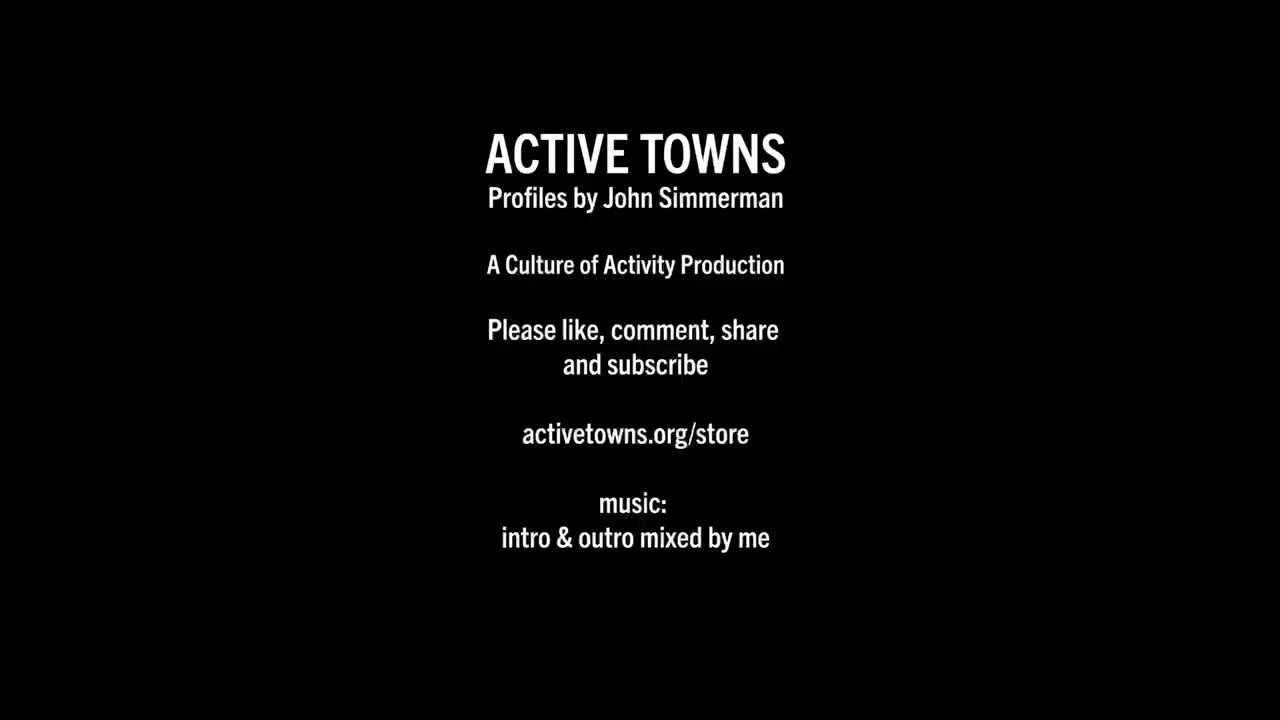 ACTIVE TOWNS
Profiles by John Simmerman
A Culture of Activity Production
Please like, comment, share
and subscribe
activetowns.org/store
music:
intro & outro mixed by me